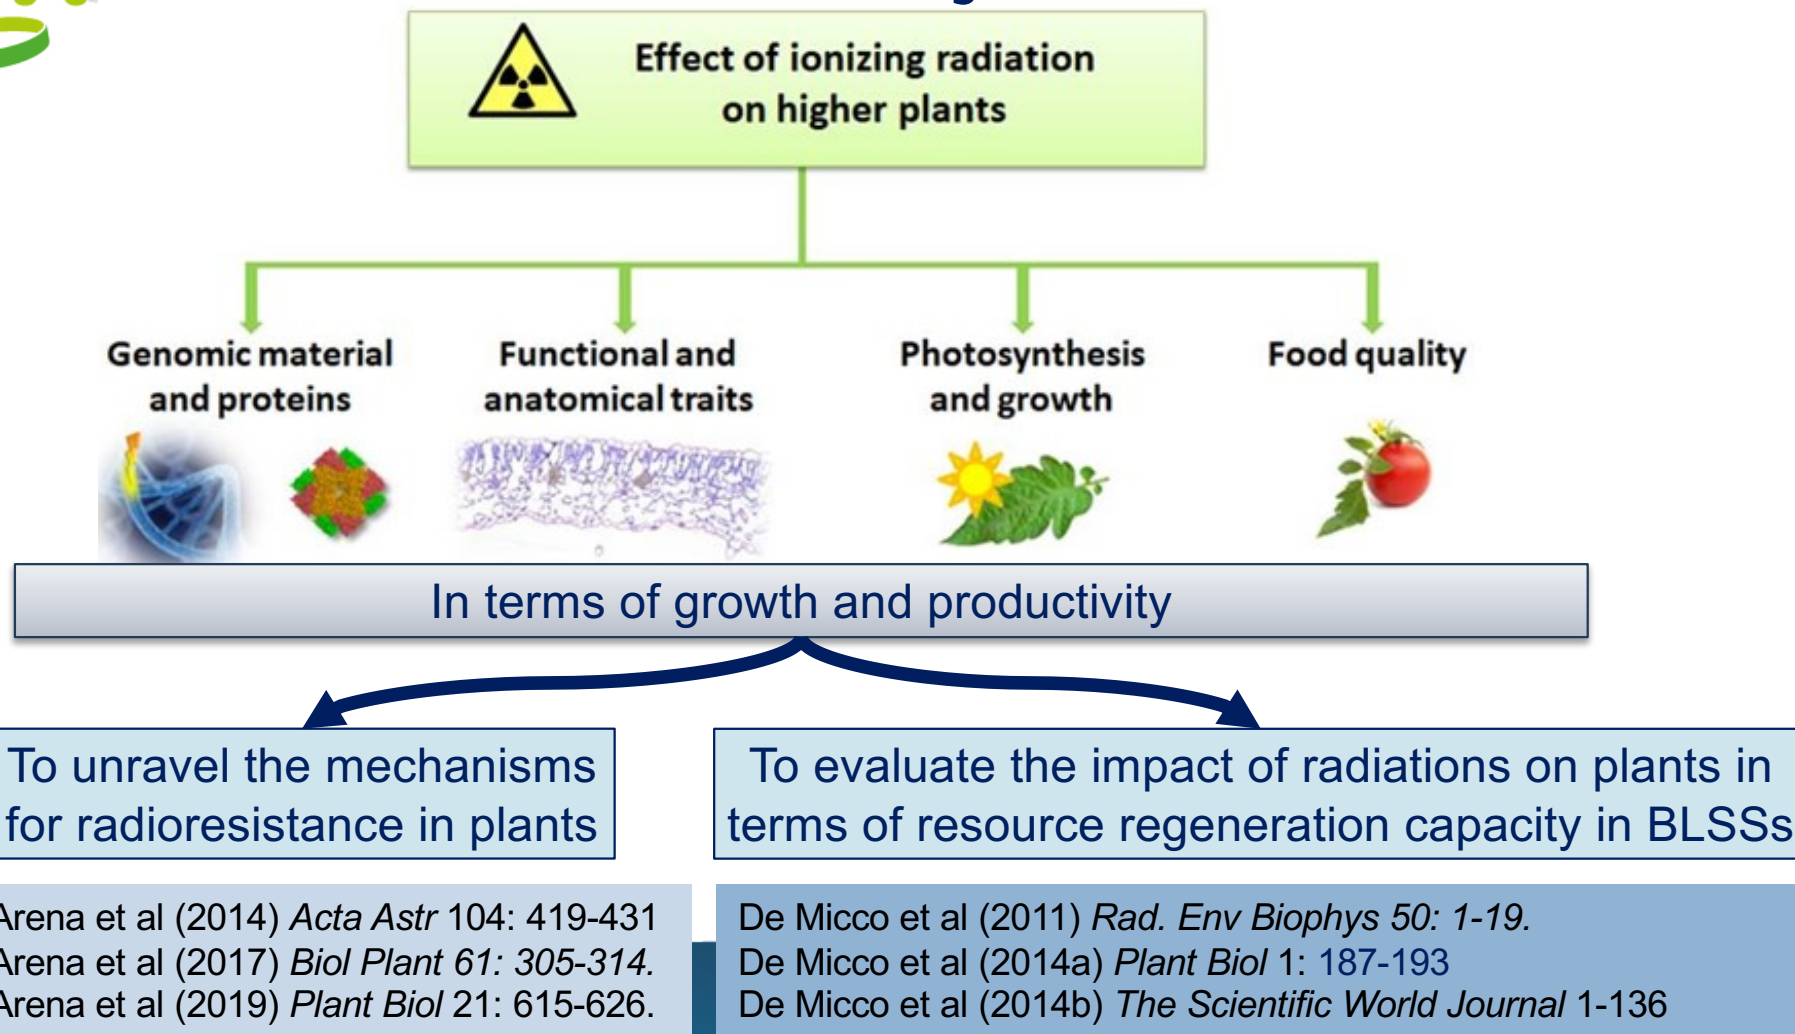 Effect of ionizing radiation
on higher plants
Genomic material
and proteins
Functional and
anatomical traits
Photosynthesis
and growth
Food quality
In terms of growth and productivity
To unravel the mechanisms
for radioresistance in plants
To evaluate the impact of radiations on plants in
terms of resource regeneration capacity in BLSSs
Arena et al (2014) Acta Astr 104: 419-431
Arena et al (2017) Biol Plant 61: 305-314.
Arena et al (2019) Plant Biol 21: 615-626.
De Micco et al (2011) Rad. Env Biophys 50: 1-19.
De Micco et al (2014a) Plant Biol 1: 187-193
De Micco et al (2014b) The Scientific World Journal 1-136